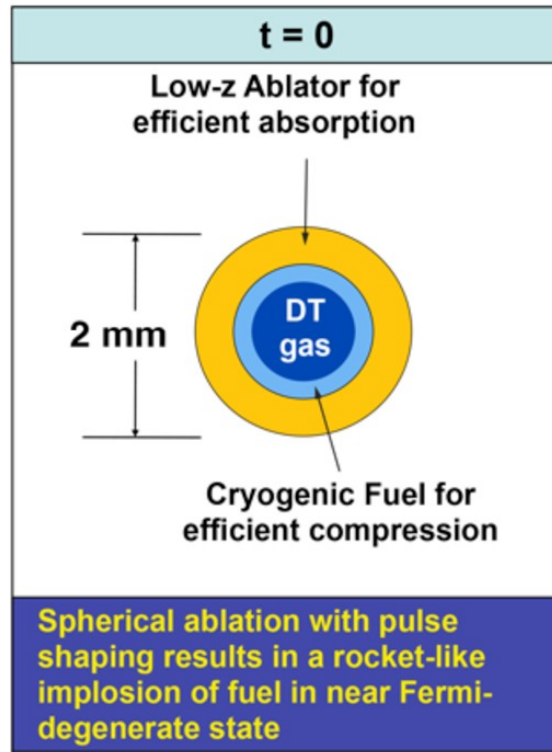 t = 0
Low-z Ablator for
efficient absorption
2 mm
DT
gas
Cryogenic Fuel for
efficient compression
Spherical ablation with pulse
shaping results in a rocket-like
implosion of fuel in near Fermi-
degenerate state